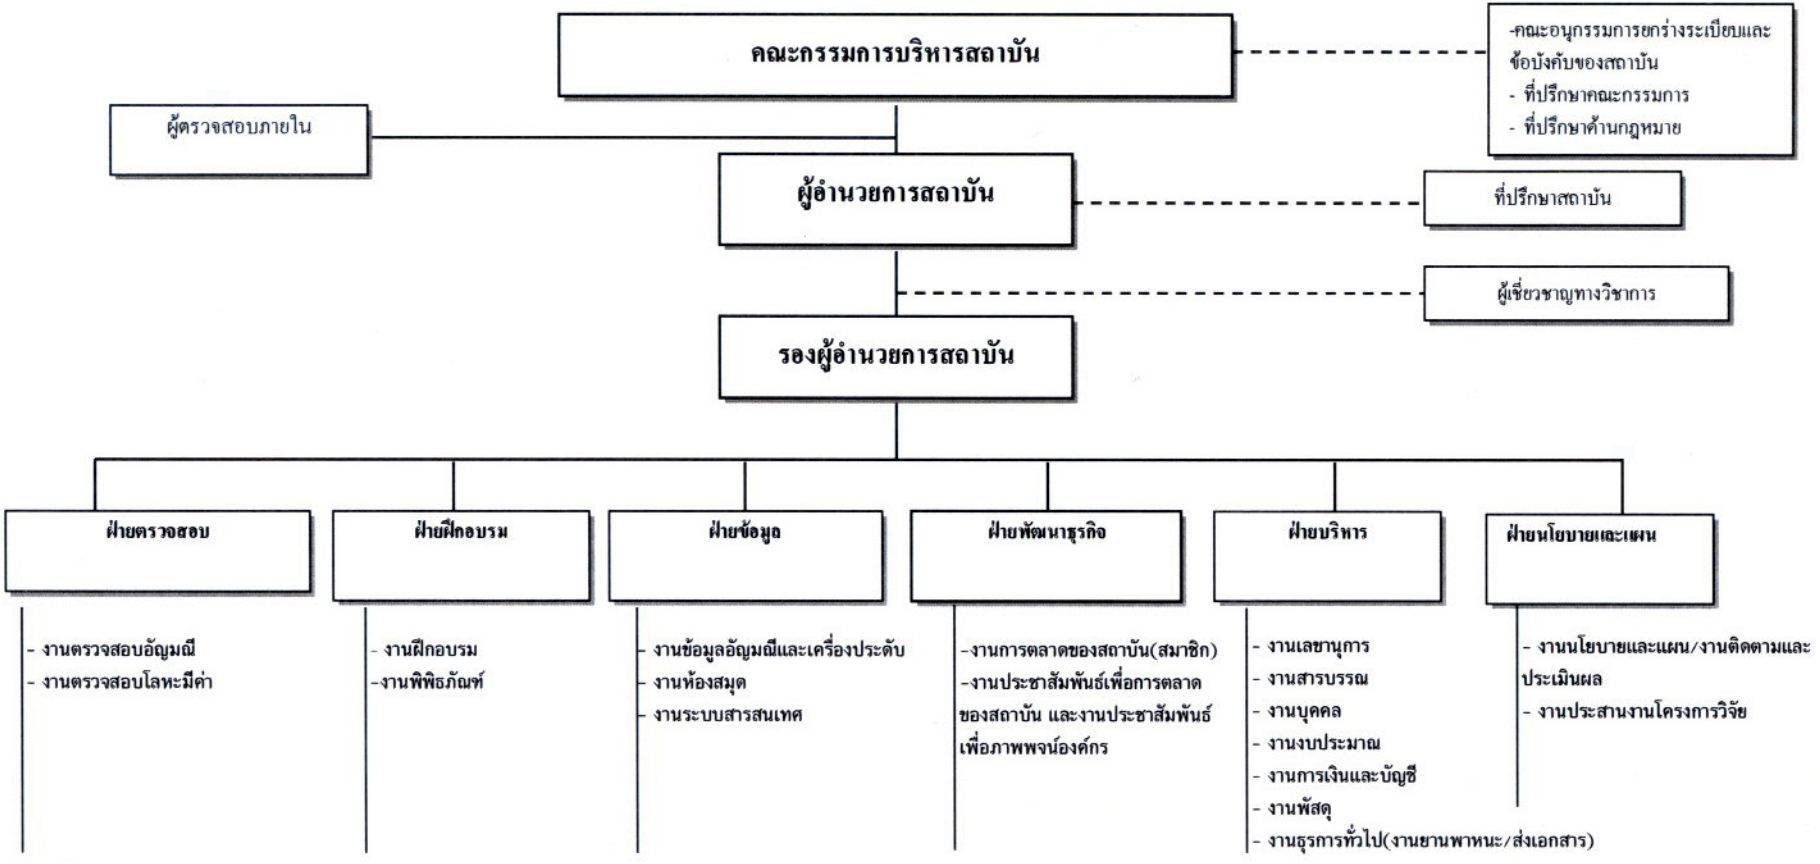 คณะกรรมการบริหารสถาบัน
-คณะอนุกรรมการยกร่างระเบียบและ
ข้อบังคับของสถาบัน
- ที่ปรึกษาคณะกรรมการ
- ที่ปรึกษาด้านกฎหมาย
ผู้ตรวจสอบภายใน
ผู้อำนวยการสถาบัน
ที่ปรึกษาสถาบัน
ผู้เชี่ยวชาญทางวิชาการ
รองผู้อำนวยการสถาบัน
ฝ่ายตรวจสอบ
- งานตรวจสอบอัญมณี
- งานตรวจสอบโลหะมีค่า
ฝ่ายฝึกอบรม
- งานฝึกอบรม
-งานพิพิธภัณฑ์
ฝ่ายข้อมูล
- งานข้อมูลอัญมณีและเครื่องประดับ
- งานห้องสมุด
- งานระบบสารสนเทศ
ฝ่ายพัฒนาธุรกิจ
-งานการตลาดของสถาบัน(สมาชิก)
-งานประชาสัมพันธ์เพื่อการตลาด
ของสถาบัน และงานประชาสัมพันธ์
เพื่อภาพพจน์องค์กร
ฝ่ายบริหาร
- งานเลขานุการ
- งานสารบรรณ
- งานบุคคล
- งานงบประมาณ
- งานการเงินและบัญชี
- งานพัสดุ
- งานธุรการทั่วไป(งานยานพาหนะ/ส่งเอกสาร)
ฝ่ายนโยบายและแผน
- งานนโยบายและแผน/งานติดตามและ
ประเมินผล
- งานประสานงานโครงการวิจัย